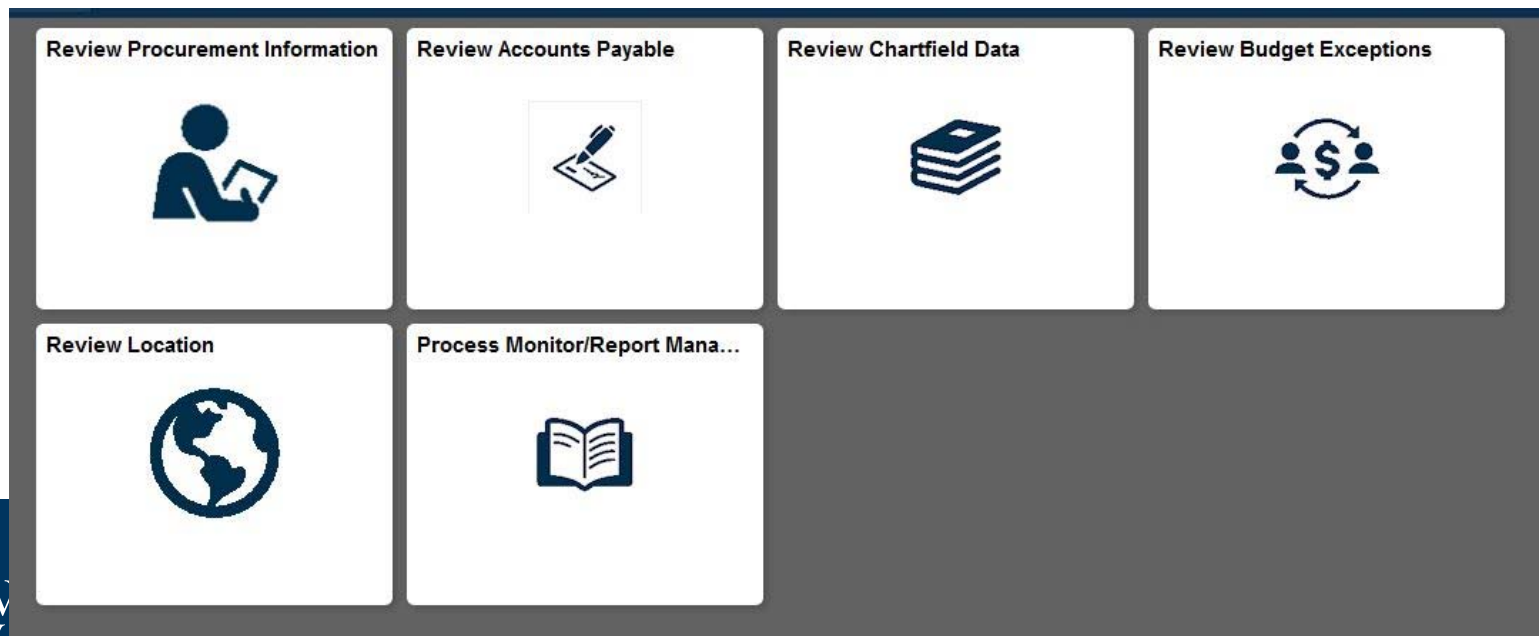 Review Procurement Information
Review Accounts Payable
Review Chartfield Data
Review Budget Exceptions
$
Review Location
Process Monitor/Report Mana...